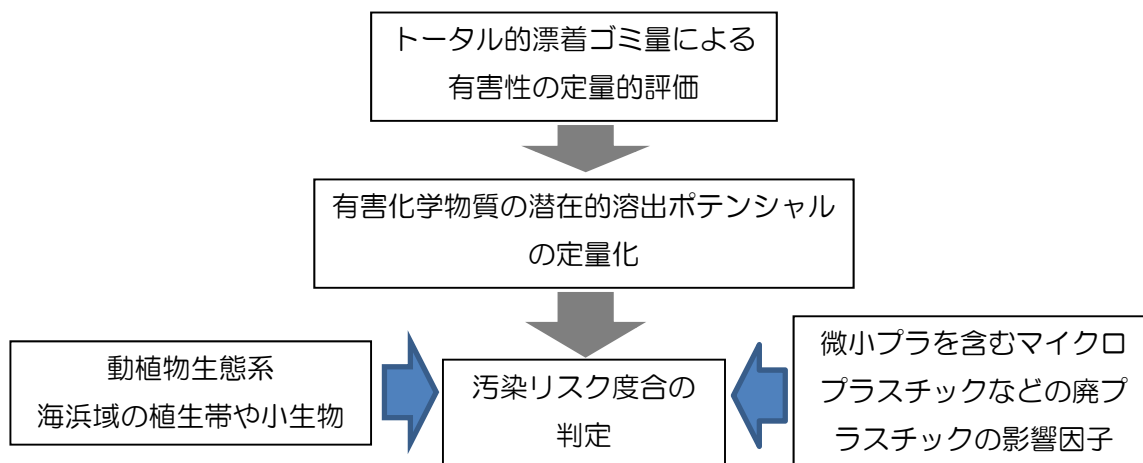 トータル的漂着ゴミ量による
有害性の定量的評価
有害化学物質の潜在的溶出ポテンシャル
の定量化
動植物生態系
海浜域の植生帯や小生物
汚染リスク度合の
判定
微小プラを含むマイクロ
プラスチックなどの廃プ
ラスチックの影響因子